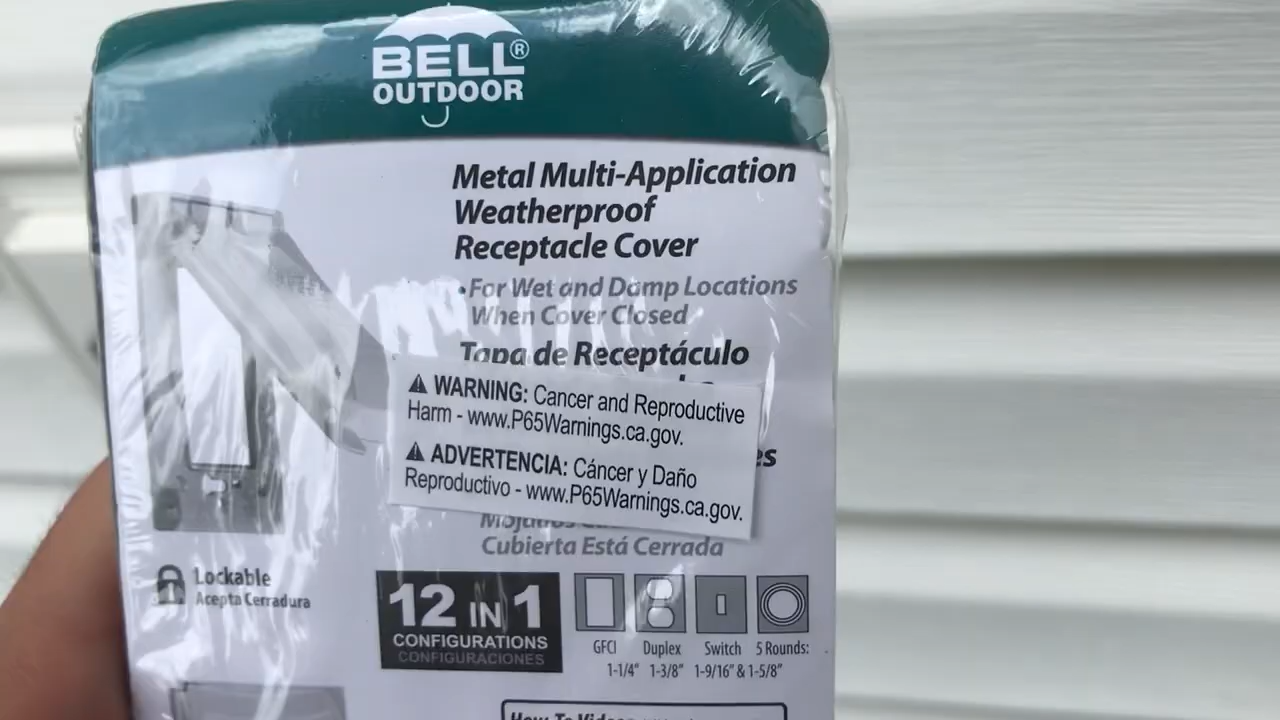 BELL®
OUTDOOR
Metal Multi-Application
Weatherproof
Receptacle Cover
•For Wet and Damp Locations
When Cover Closed
Tapa de Receptáculo
⚠ WARNING: Cancer and Reproductive
Harm - www.P65Warnings.ca.gov.
⚠ ADVERTENCIA: Cáncer y Daño
Reproductivo - www.P65Warnings.ca.gov.
es
Mojados
Cubierta Está Cerrada
Lockable
Acepta Cerradura
12 IN 1
CONFIGURATIONS
CONFIGURACIONES
GFCI Duplex Switch 5 Rounds:
1-1/4" 1-3/8" 1-9/16" & 1-5/8"
How-To Videos